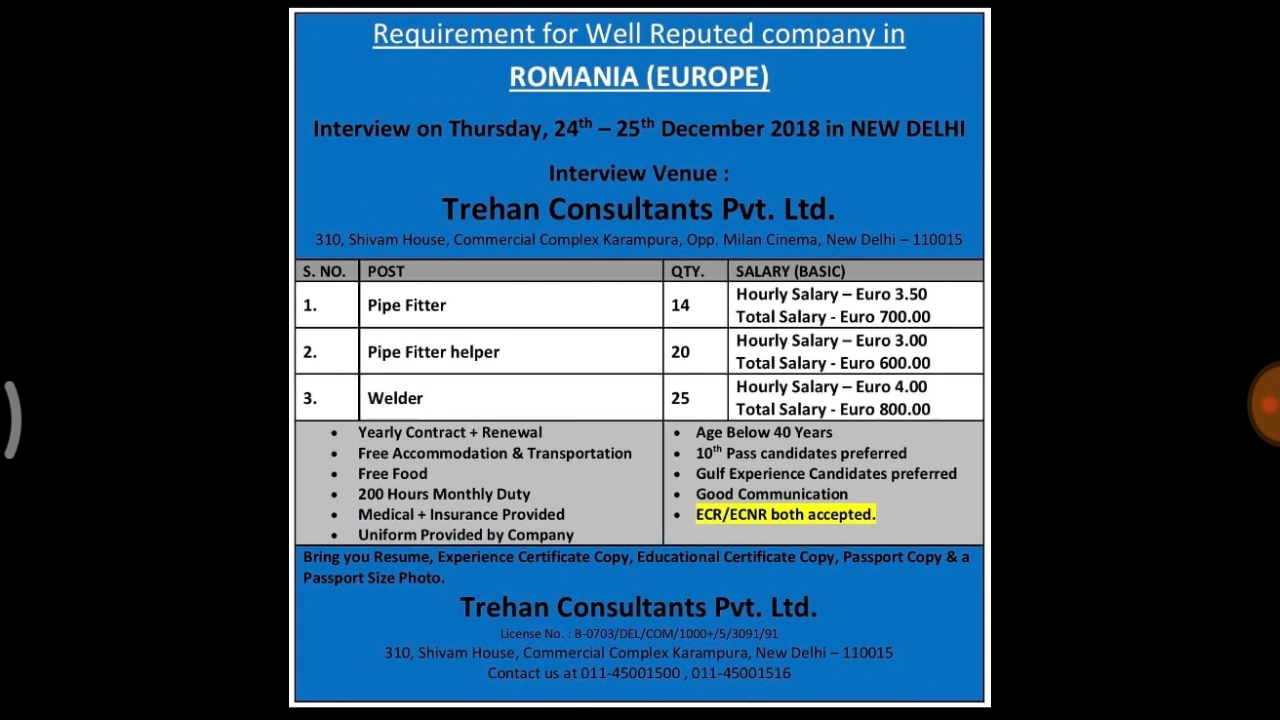 Requirement for Well Reputed company in
ROMANIA (EUROPE)
Interview on Thursday, 24th – 25th December 2018 in NEW DELHI
Interview Venue :
Trehan Consultants Pvt. Ltd.
310, Shivam House, Commercial Complex Karampura, Opp. Milan Cinema, New Delhi – 110015
S. NO. POST QTY. SALARY (BASIC)
1. Pipe Fitter 14 Hourly Salary – Euro 3.50
Total Salary - Euro 700.00
2. Pipe Fitter helper 20 Hourly Salary – Euro 3.00
Total Salary - Euro 600.00
3. Welder 25 Hourly Salary – Euro 4.00
Total Salary - Euro 800.00
• Yearly Contract + Renewal
• Free Accommodation & Transportation
• Free Food
• 200 Hours Monthly Duty
• Medical + Insurance Provided
• Uniform Provided by Company
• Age Below 40 Years
• 10th Pass candidates preferred
• Gulf Experience Candidates preferred
• Good Communication
• ECR/ECNR both accepted.
Bring you Resume, Experience Certificate Copy, Educational Certificate Copy, Passport Copy & a
Passport Size Photo.
Trehan Consultants Pvt. Ltd.
License No. : B-0703/DEL/COM/1000+/5/3091/91
310, Shivam House, Commercial Complex Karampura, New Delhi – 110015
Contact us at 011-45001500 , 011-45001516